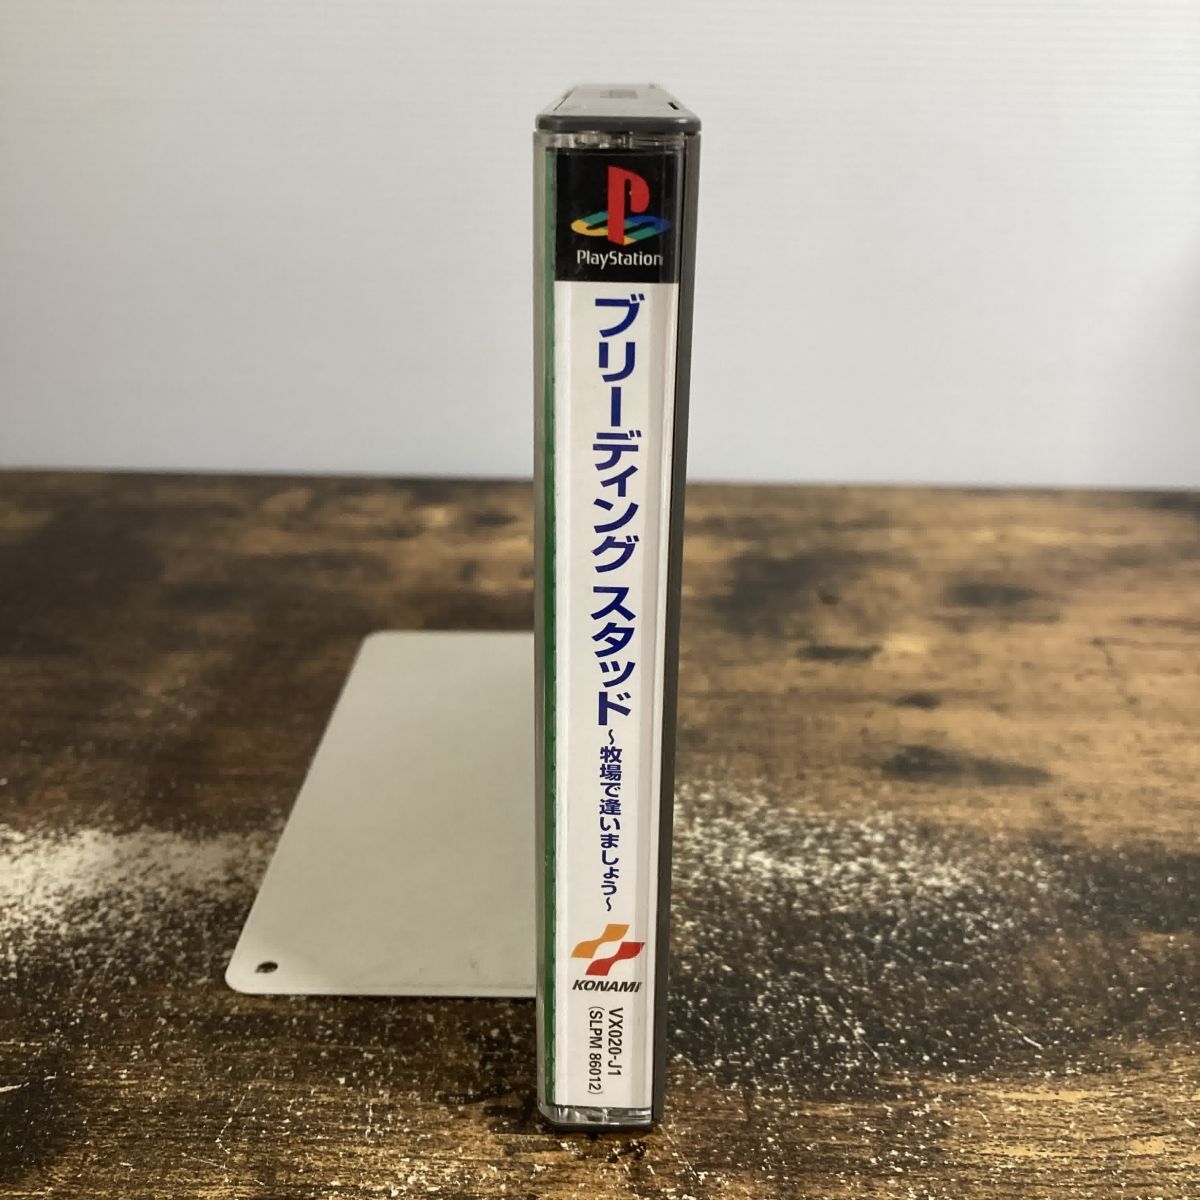 PlayStation
ブリーディング スタッド
～牧場で逢いましょう～
KONAMI
VX020-J1
(SLPM 86012)